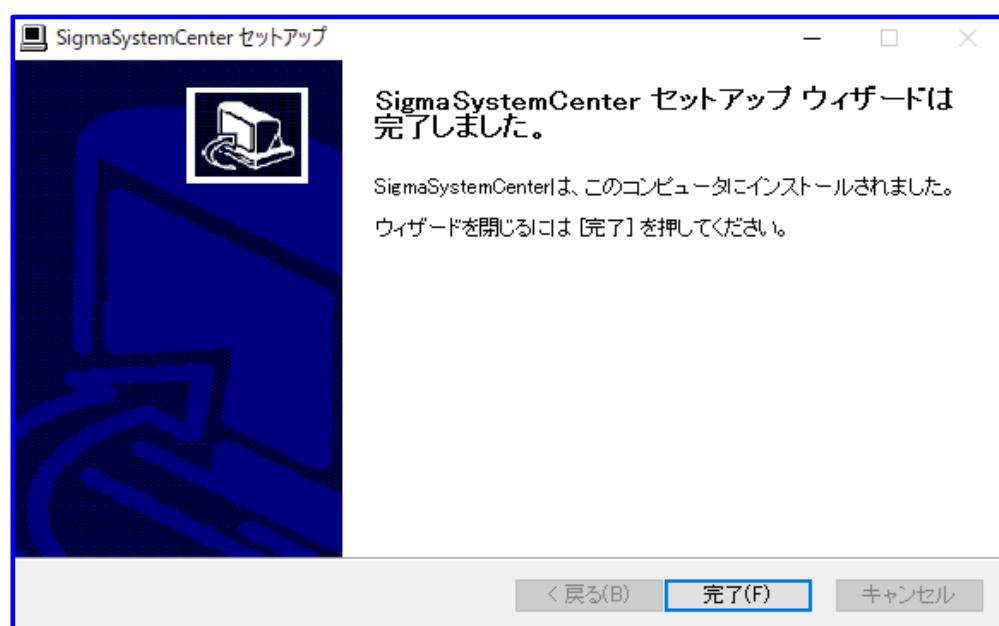 SigmaSystemCenter セットアップ
SigmaSystemCenter セットアップ ウィザードは
完了しました。
SigmaSystemCenterは、このコンピュータにインストールされました。
ウィザードを閉じるには [完了] を押してください。
< 戻る(B)
完了(F)
キャンセル